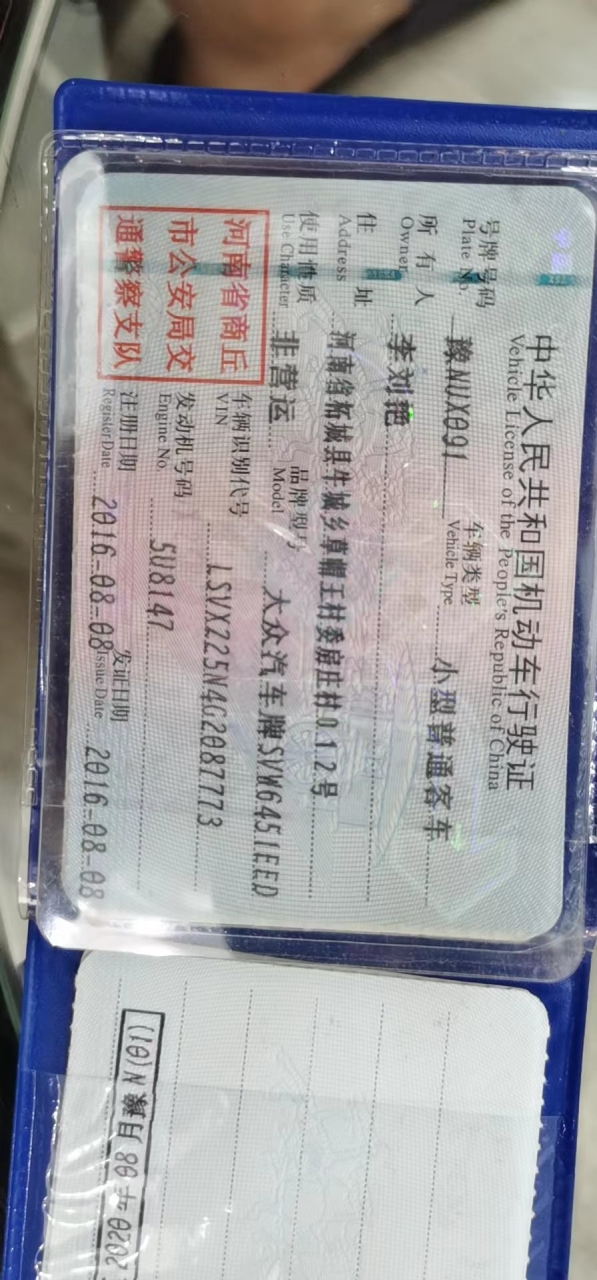 中华人民共和国机动车行驶证
Vehicle License of the People's Republic of China
号牌号码 豫NUX091 车辆类型 小型普通客车
Plate No. Vehicle Type
所有人 李刘艳
Owner
住址 河南省柘城县牛城乡草帽王村委扈庄村012号
Address
使用性质 非营运 品牌型号 大众汽车牌SVW6451EED
Use Character Model
河南省商丘
市公安局交
通警察支队
车辆识别代号 LSVX225N4G2087773
VIN
发动机号码 5U8147
Engine No.
注册日期 2016-08-08 发证日期 2016-08-08
Register Date Issue Date